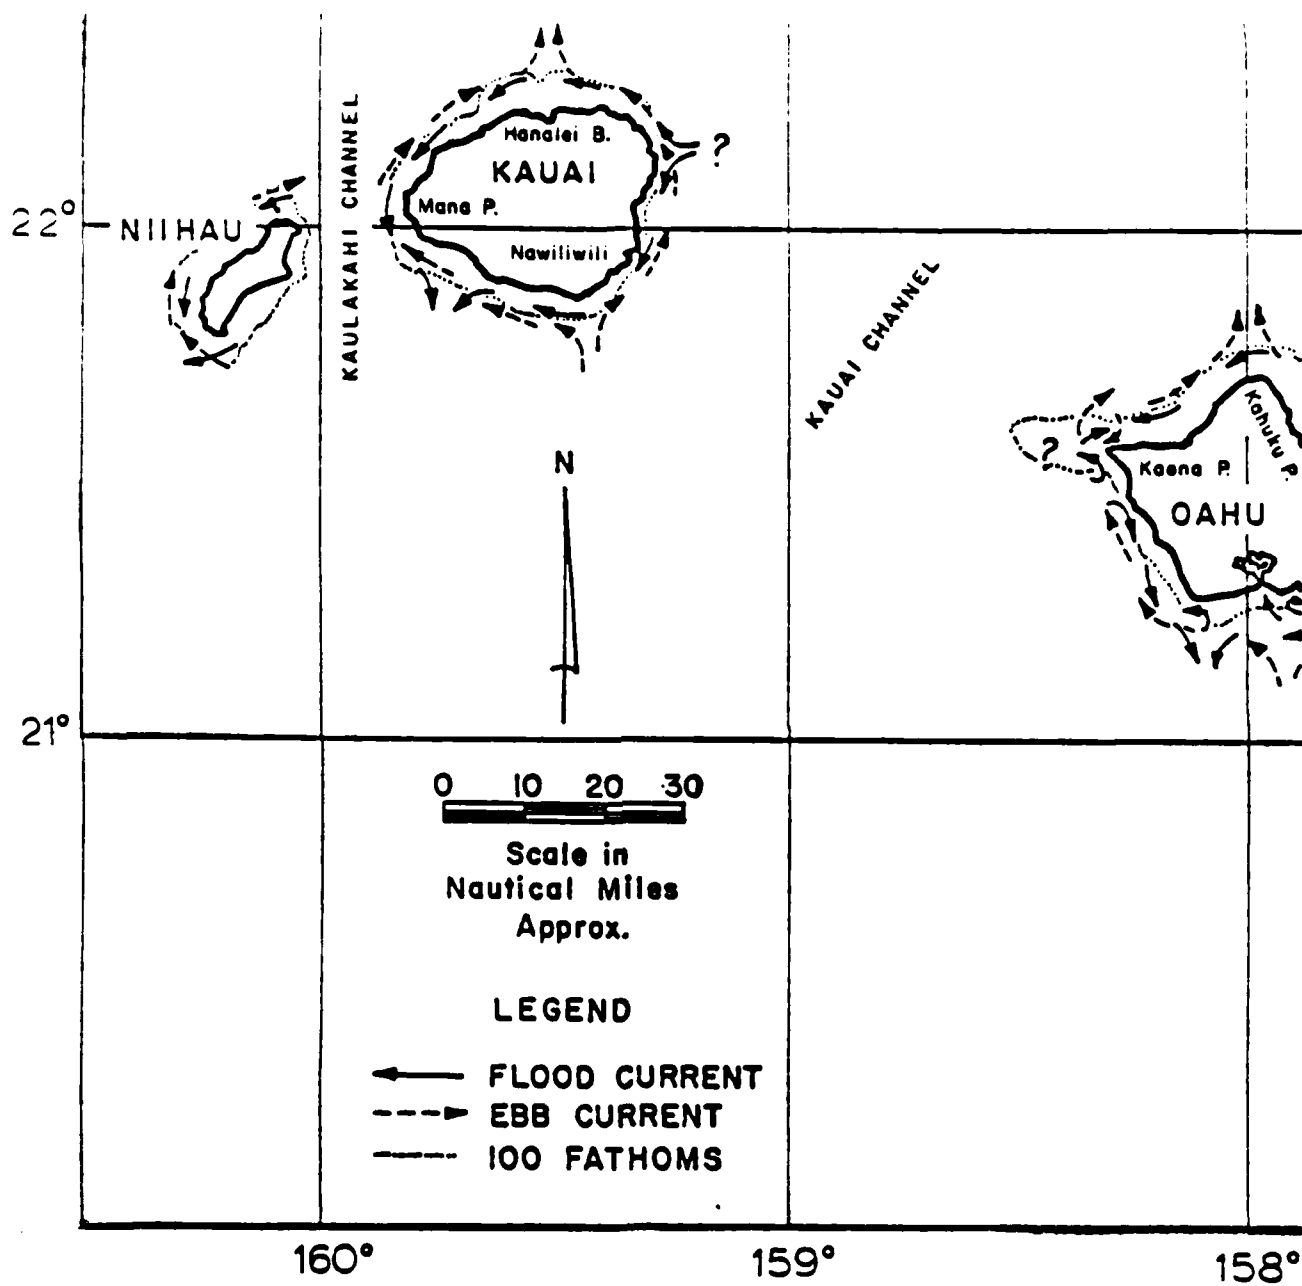 Hanalei B.
KAUAI
?
Mana P.
Nawiliwili
KAULAKAHI CHANNEL
22°
NIIHAU
KAUAI CHANNEL
Kahuku P.
?
Kaena P.
OAHU
N
21°
0 10 20 30
Scale in
Nautical Miles
Approx.
LEGEND
FLOOD CURRENT
EBB CURRENT
100 FATHOMS
160° 159° 158°